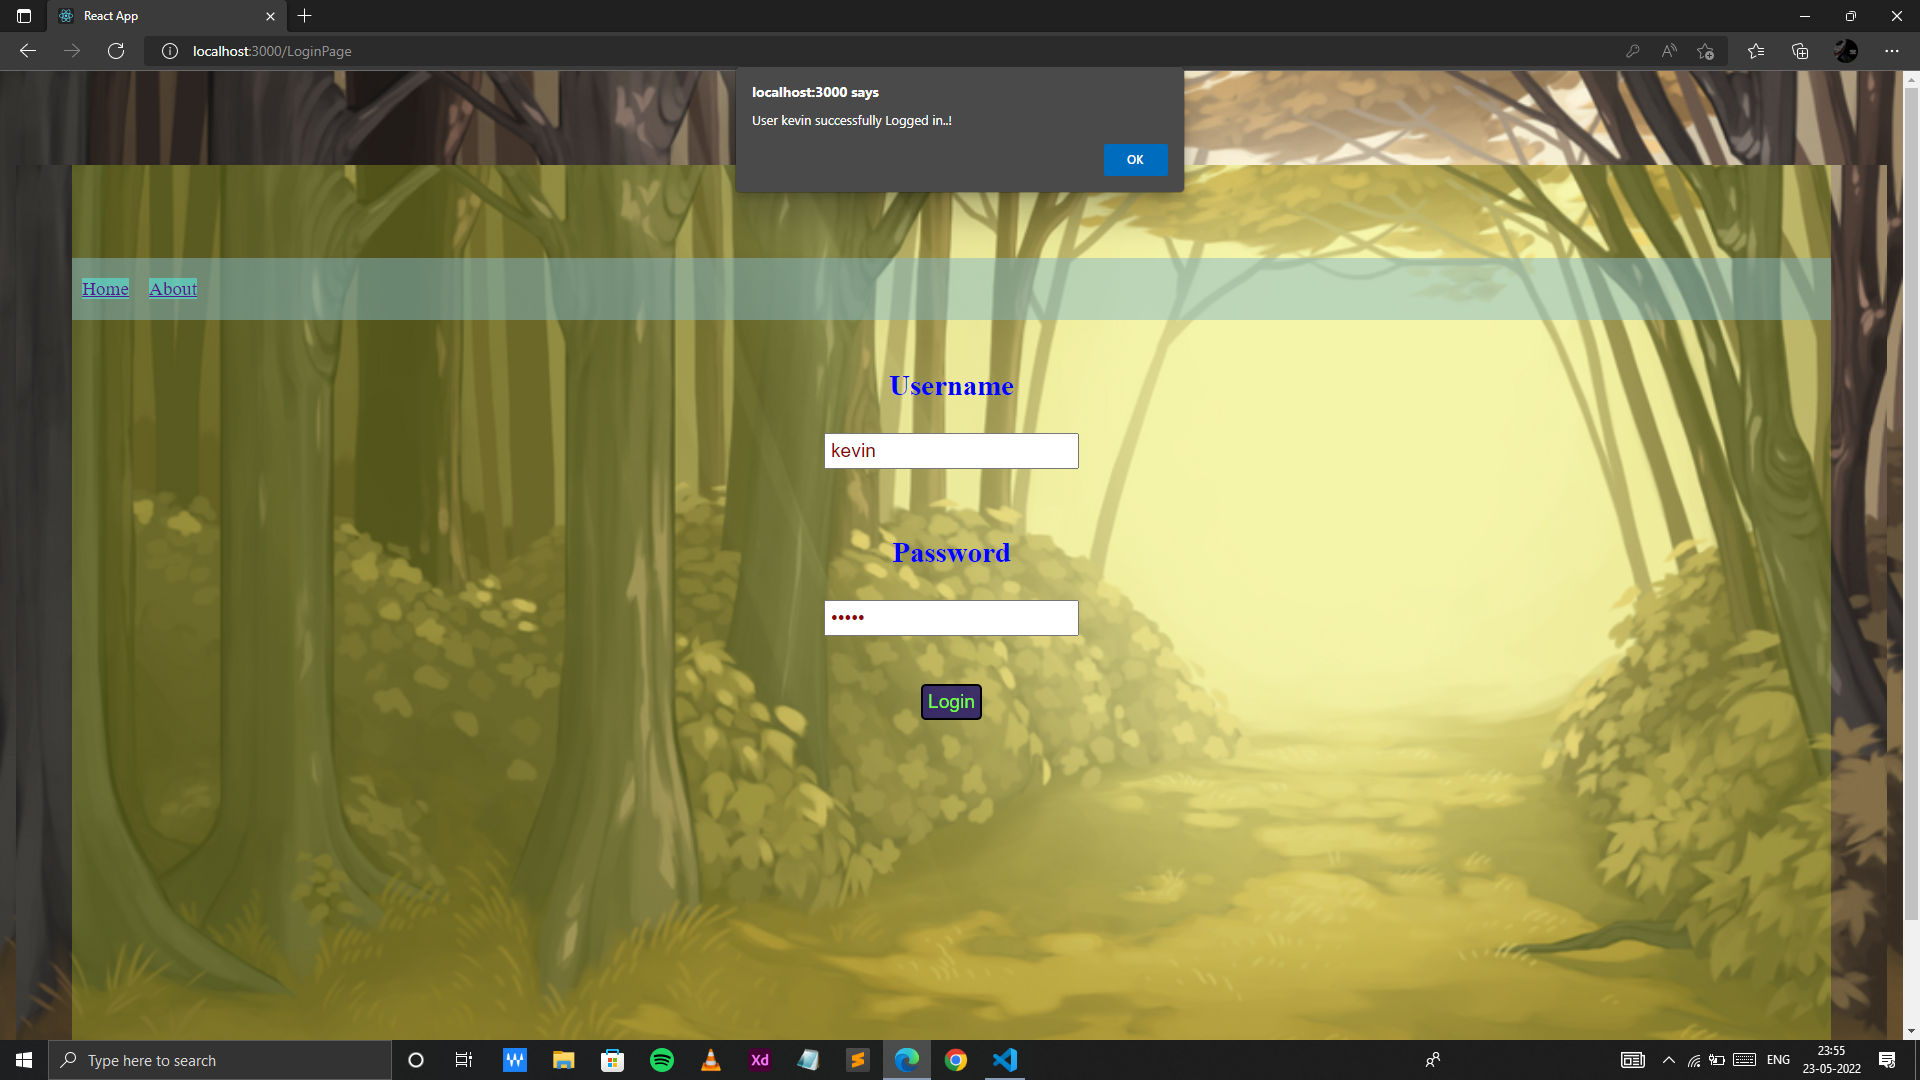 React App
localhost:3000/LoginPage
localhost:3000 says
User kevin successfully Logged in..!
OK
Home About
Username
kevin
Password
•••••
Login
Type here to search
Xd
ENG
23:55
23-05-2022